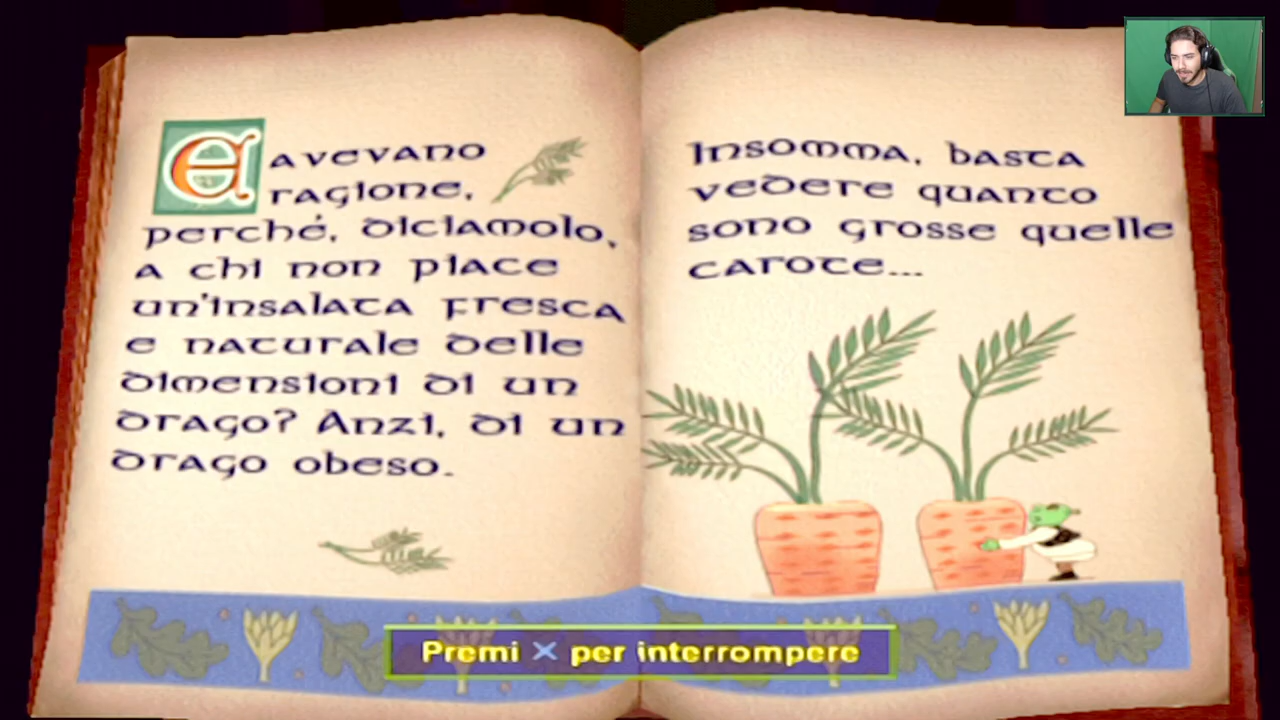 E avevano
ragione,
perché, diciamolo,
a chi non piace
un'insalata fresca
e naturale delle
dimensioni di un
drago? Anzi, di un
drago obeso.
Insomma, basta
vedere quanto
sono grosse quelle
carote...
Premi X per interrompere